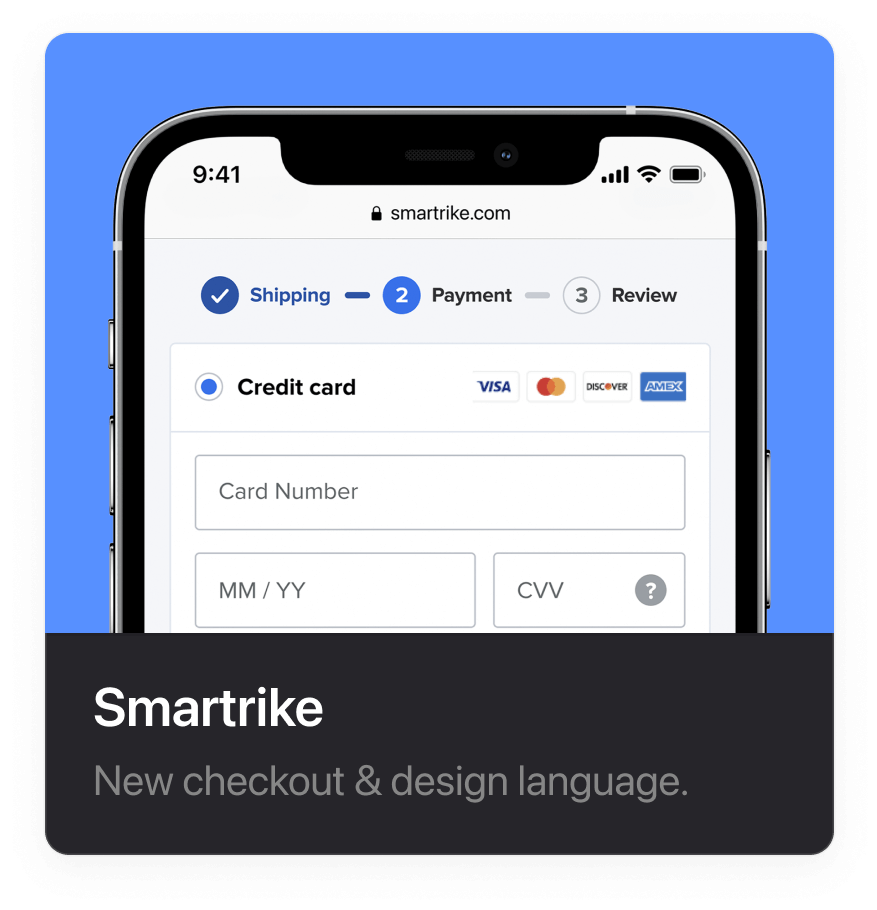 9:41
smartrike.com
Shipping 2 Payment 3 Review
Credit card VISA DISCOVER AMEX
Card Number
MM / YY CVV ?
Smartrike
New checkout & design language.